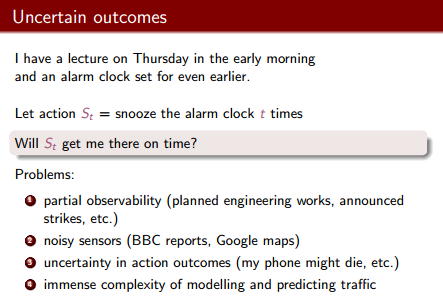 Uncertain outcomes
I have a lecture on Thursday in the early morning
and an alarm clock set for even earlier.
Let action Sₜ = snooze the alarm clock t times
Will Sₜ get me there on time?
Problems:
1 partial observability (planned engineering works, announced
strikes, etc.)
2 noisy sensors (BBC reports, Google maps)
3 uncertainty in action outcomes (my phone might die, etc.)
4 immense complexity of modelling and predicting traffic